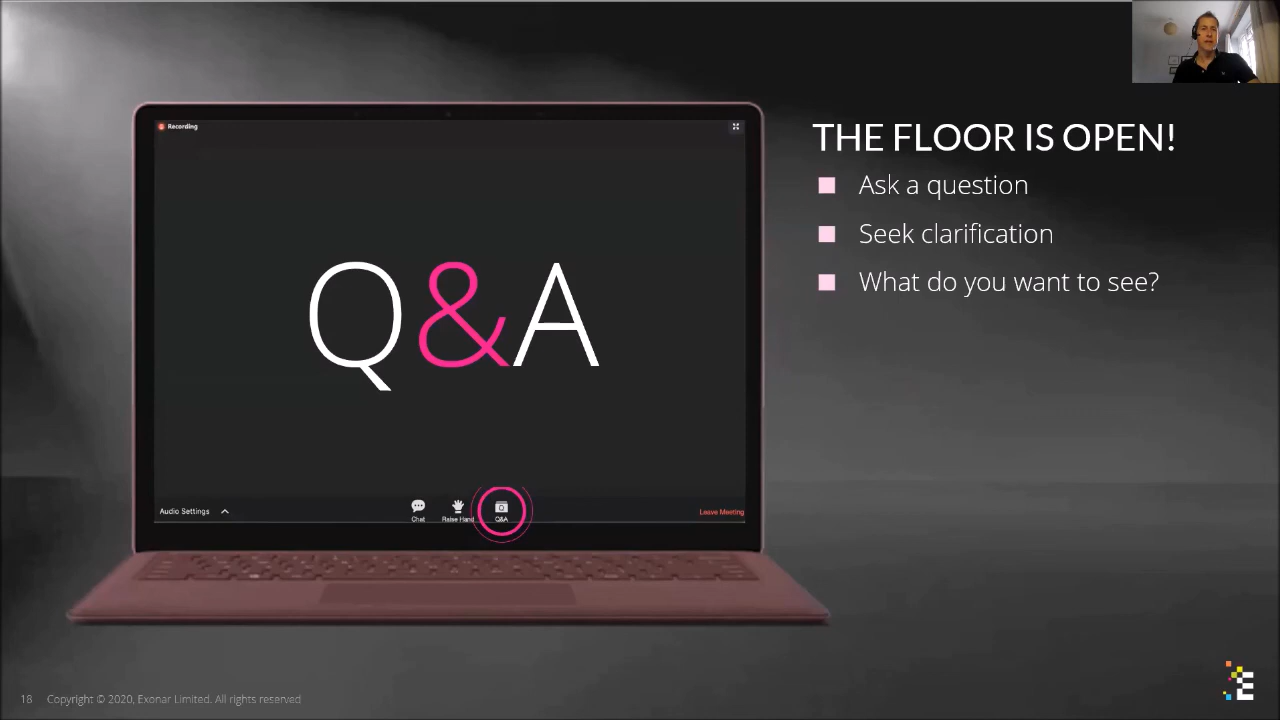 Recording
Q&A
Audio Settings
Chat
Raise Hand
Q&A
Leave Meeting
THE FLOOR IS OPEN!
Ask a question
Seek clarification
What do you want to see?
18 Copyright © 2020, Exonar Limited. All rights reserved